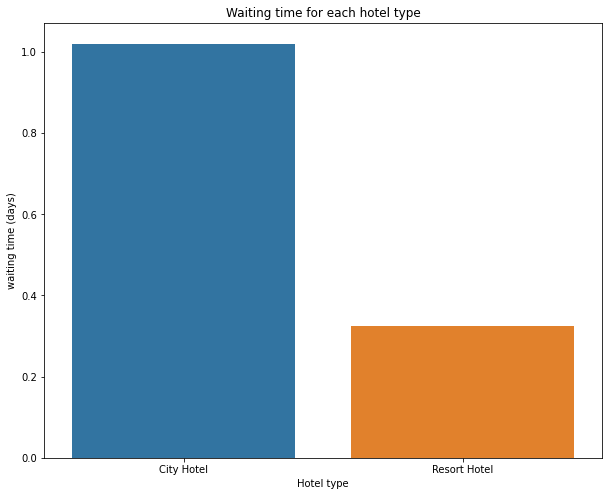 Waiting time for each hotel type
waiting time (days)
1.0
0.8
0.6
0.4
0.2
0.0
City Hotel
Resort Hotel
Hotel type